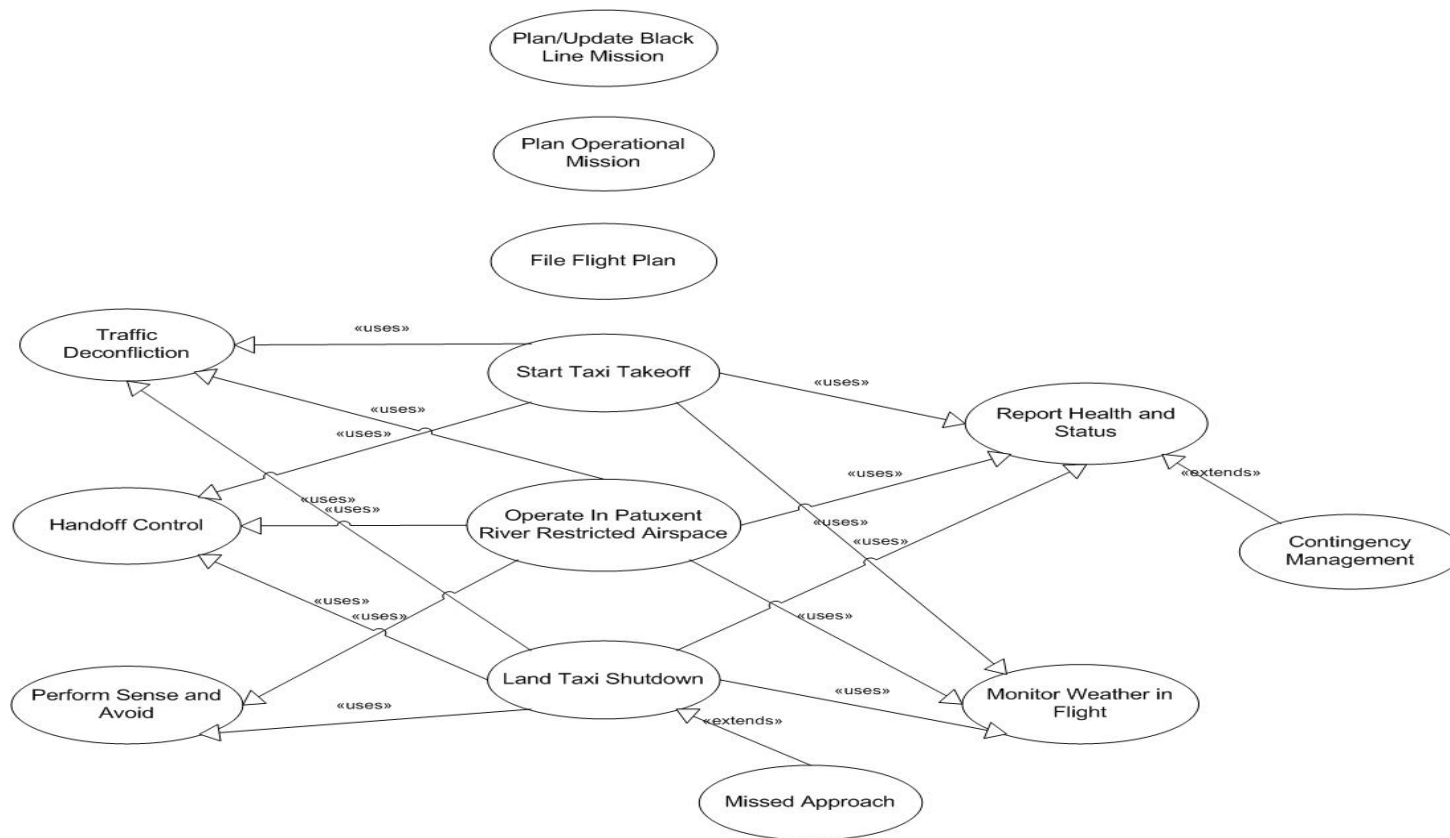 Plan/Update Black
Line Mission
Plan Operational
Mission
File Flight Plan
«uses»
Traffic
Deconfliction
Start Taxi Takeoff
«uses»
Report Health and
Status
«uses»
«uses»
«uses»
«extends»
«uses»
«uses»
Handoff Control
Operate In Patuxent
River Restricted Airspace
«uses»
«uses»
Contingency
Management
«uses»
«uses»
«uses»
Perform Sense and
Avoid
«uses»
Land Taxi Shutdown
«uses»
Monitor Weather in
Flight
«extends»
Missed Approach